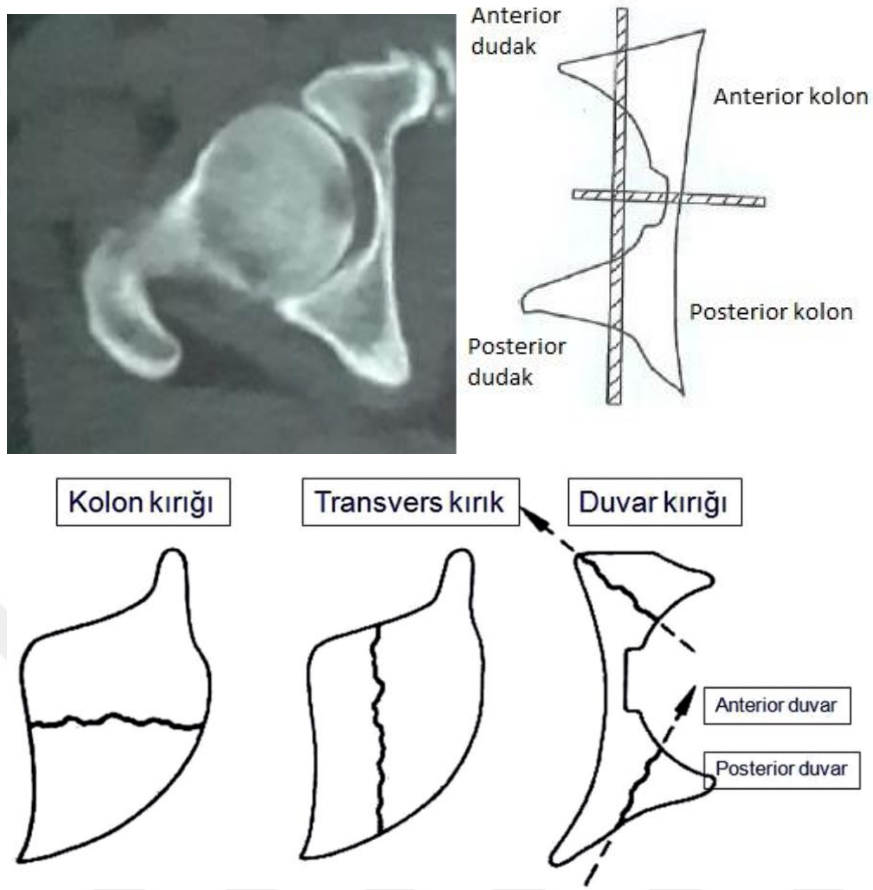 Anterior
dudak
Anterior kolon
Posterior kolon
Posterior
dudak
Kolon kırığı
Transvers kırık
Duvar kırığı
Anterior duvar
Posterior duvar